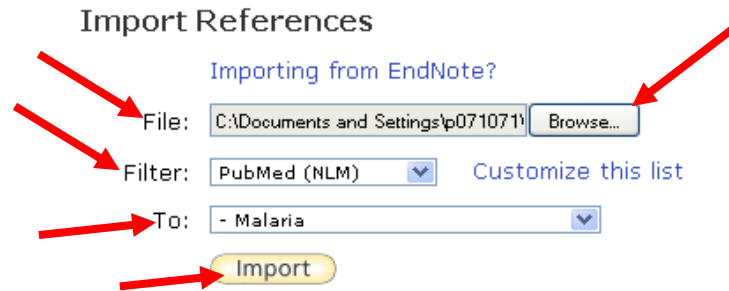 Import References
Importing from EndNote?
File: C:\Documents and Settings\p071071\ Browse...
Filter: PubMed (NLM) Customize this list
To: - Malaria
Import